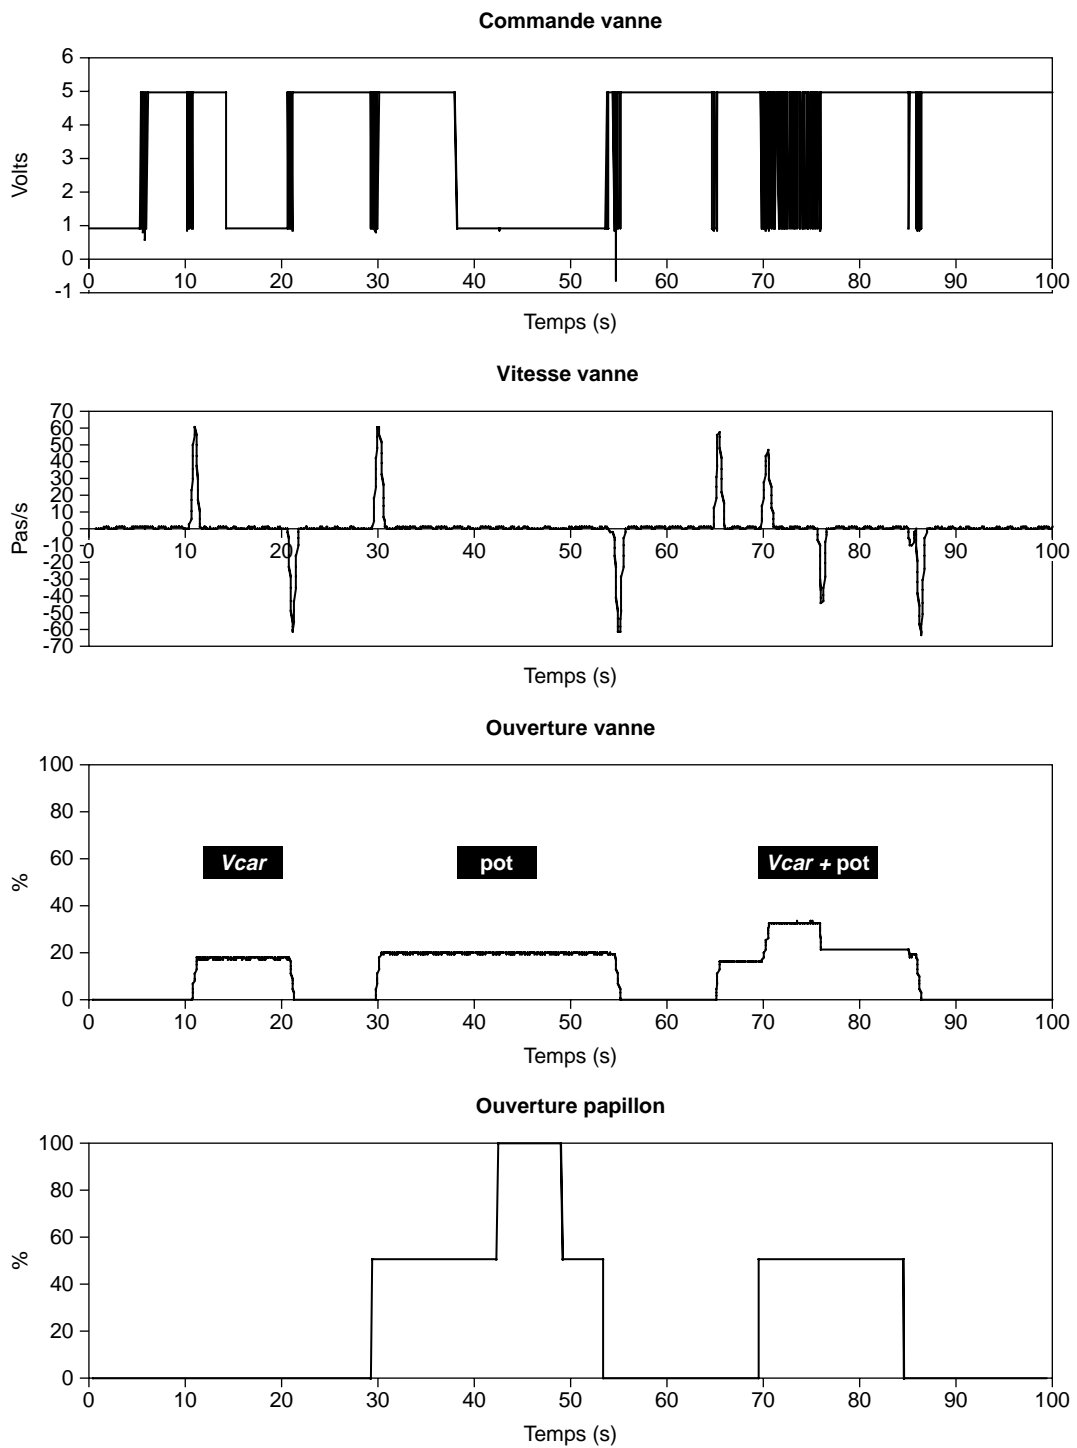 Commande vanne
6
5
4
3
2
1
0
-1
Volts
0 10 20 30 40 50 60 70 80 90 100
Temps (s)
Vitesse vanne
70
60
50
40
30
20
10
0
-10
-20
-30
-40
-50
-60
-70
Pas/s
0 10 20 30 40 50 60 70 80 90 100
Temps (s)
Ouverture vanne
100
80
60
40
20
0
%
Vcar pot Vcar + pot
0 10 20 30 40 50 60 70 80 90 100
Temps (s)
Ouverture papillon
100
80
60
40
20
0
%
0 10 20 30 40 50 60 70 80 90 100
Temps (s)